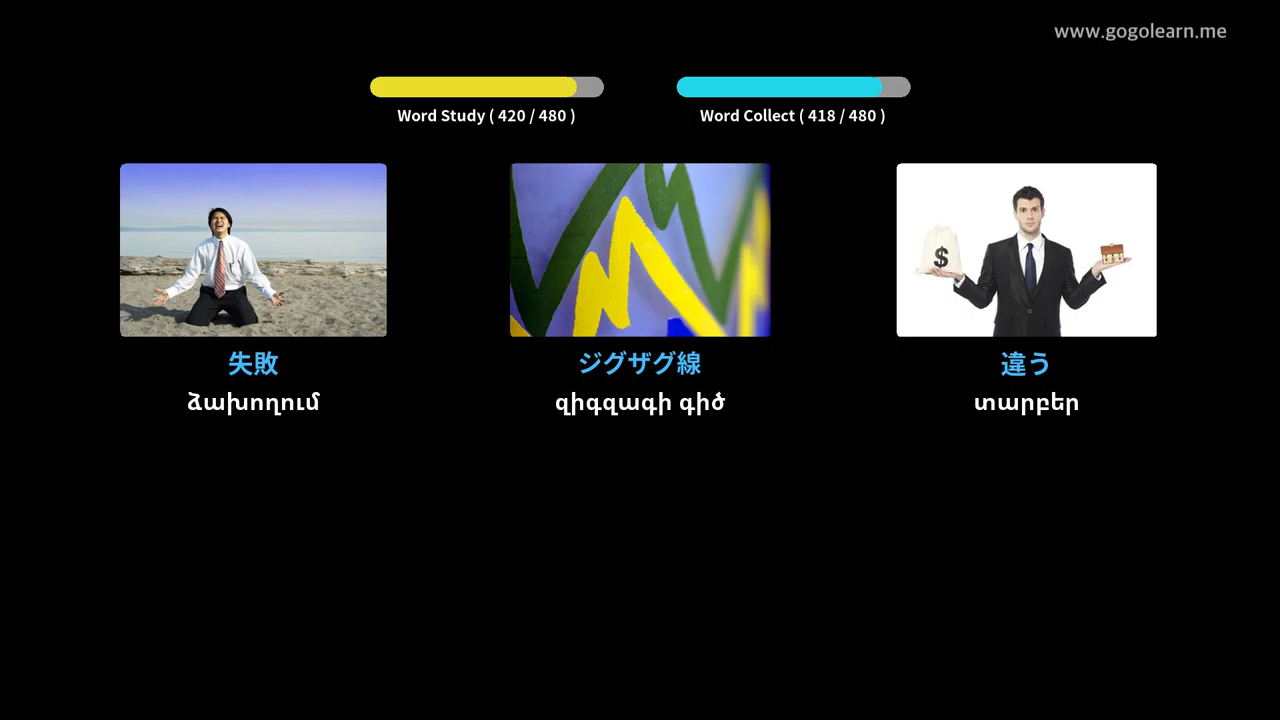 www.gogolearn.me
Word Study ( 420 / 480 )
Word Collect ( 418 / 480 )
$
失敗
ジグザグ線
違う
ձախողում
զիգզագի գիծ
տարբեր